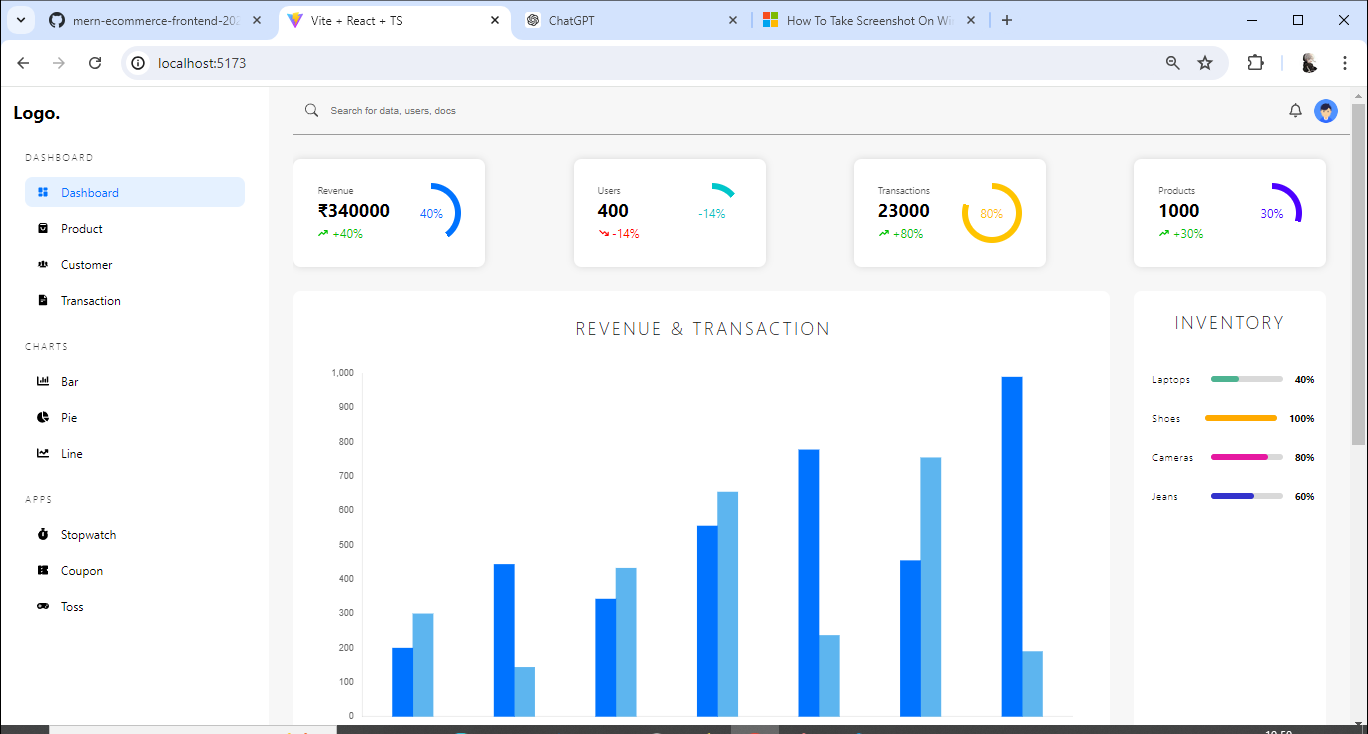 mern-ecommerce-frontend-202
Vite + React + TS
ChatGPT
How To Take Screenshot On Wi
localhost:5173
Logo.
Search for data, users, docs
DASHBOARD
Dashboard
Product
Customer
Transaction
CHARTS
Bar
Pie
Line
APPS
Stopwatch
Coupon
Toss
Revenue
₹340000
+40%
40%
Users
400
-14%
-14%
Transactions
23000
+80%
80%
Products
1000
+30%
30%
REVENUE & TRANSACTION
1,000
900
800
700
600
500
400
300
200
100
0
INVENTORY
Laptops 40%
Shoes 100%
Cameras 80%
Jeans 60%